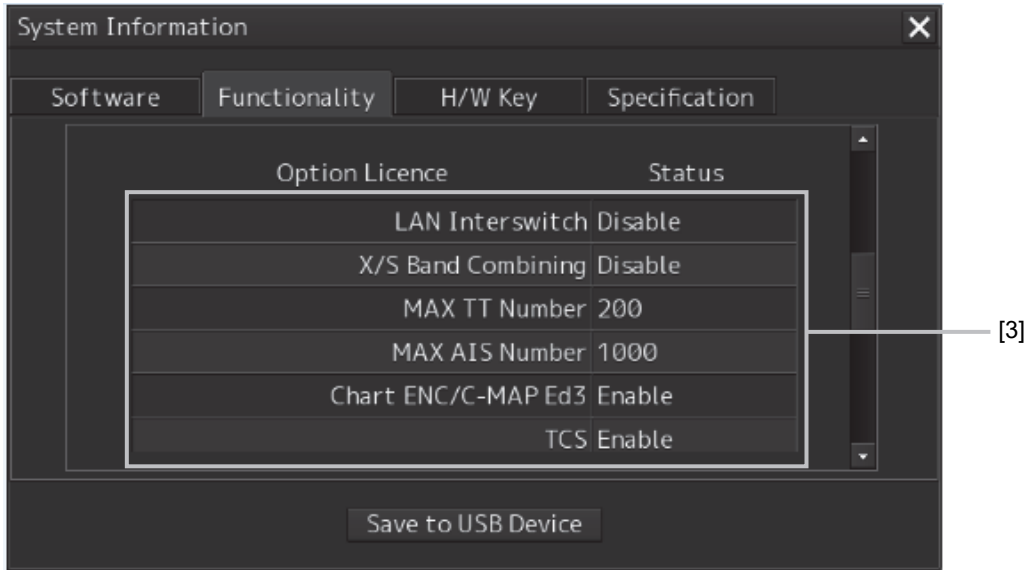 System Information
Software Functionality H/W Key Specification
Option Licence Status
LAN Interswitch Disable
X/S Band Combining Disable
MAX TT Number 200
[3]
MAX AIS Number 1000
Chart ENC/C-MAP Ed3 Enable
TCS Enable
Save to USB Device